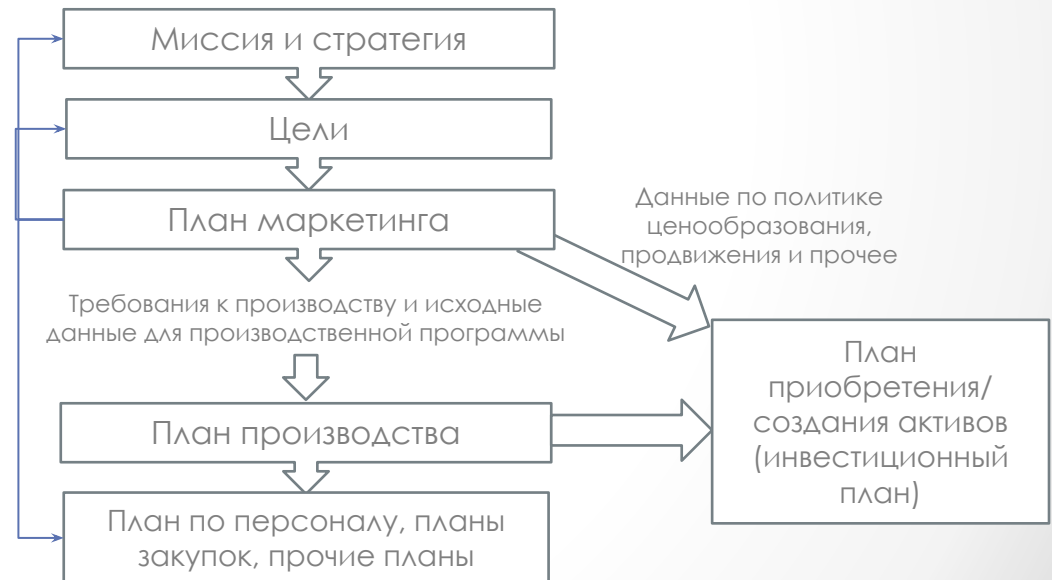 Миссия и стратегия
Цели
План маркетинга
Данные по политике
ценообразования,
продвижения и прочее
Требования к производству и исходные
данные для производственной программы
План
приобретения/
создания активов
(инвестиционный
план)
План производства
План по персоналу, планы
закупок, прочие планы